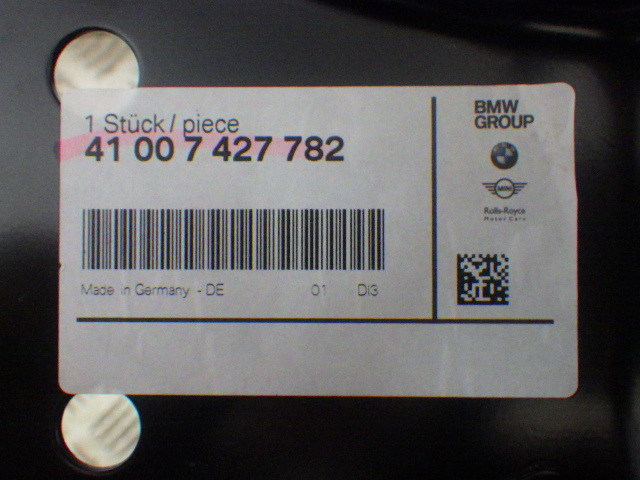 1 Stück / piece
41 00 7 427 782
Made in Germany - DE 01 DI3
BMW
GROUP
MINI
Rolls-Royce
Motor Cars